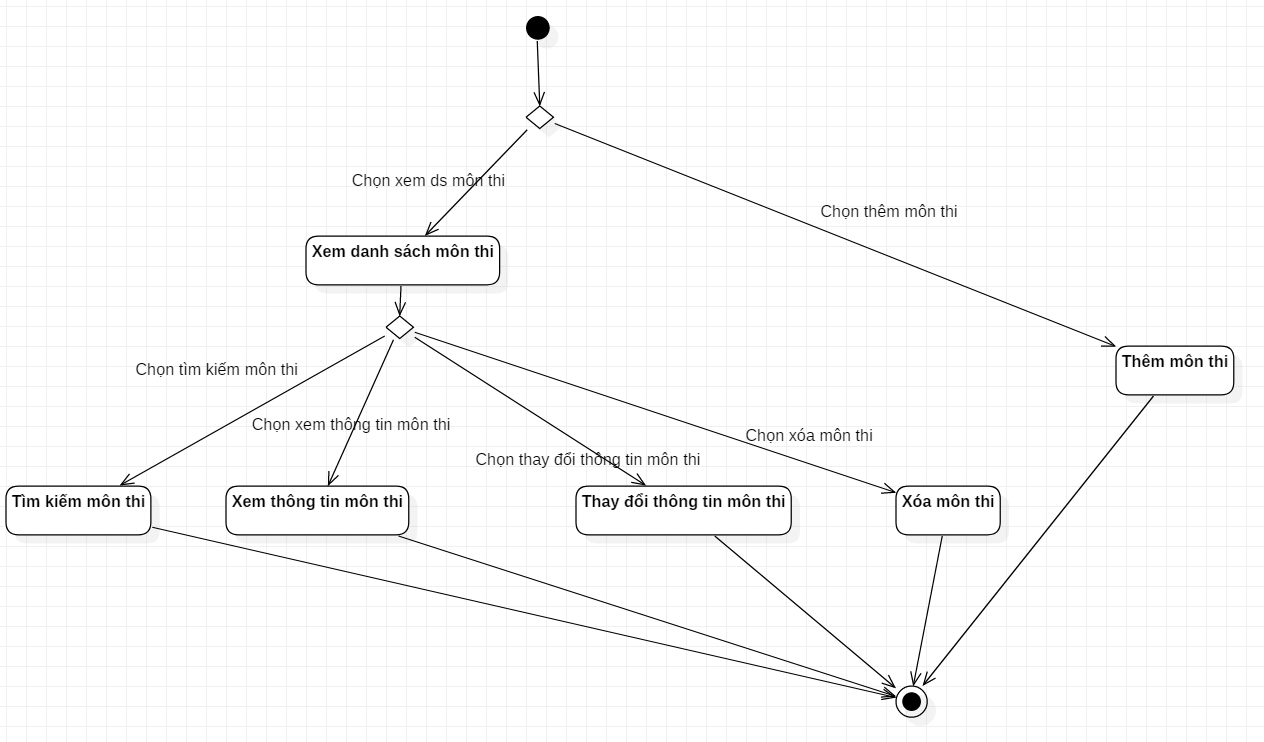 Chọn xem ds môn thi
Chọn thêm môn thi
Xem danh sách môn thi
Thêm môn thi
Chọn tìm kiếm môn thi
Chọn xem thông tin môn thi
Chọn xóa môn thi
Chọn thay đổi thông tin môn thi
Tìm kiếm môn thi
Xem thông tin môn thi
Thay đổi thông tin môn thi
Xóa môn thi